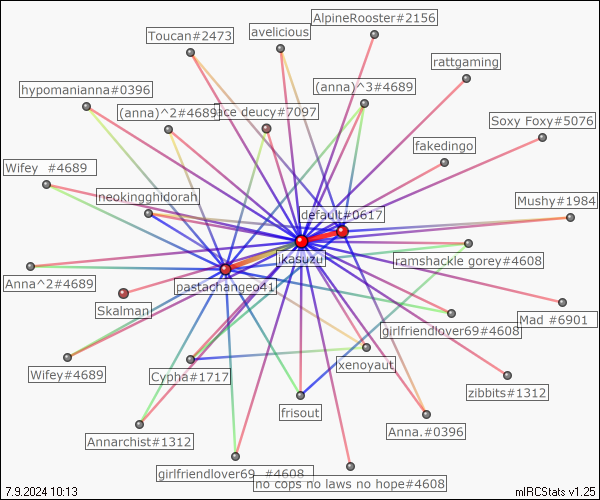 AlpineRooster#2156
Toucan#2473
avelicious
rattgaming
hypomanianna#0396
(anna)^3#4689
(anna)^2#4689
ace deucy#7097
Soxy Foxy#5076
fakedingo
Wifey_ #4689
neokingghidorah
Mushy#1984
default#0617
ikasuzu
ramshackle gorey#4608
Anna^2#4689
pastachangeo41
Skalman
Mad #6901
girlfriendlover69#4608
xenoyaut
Wifey#4689
Cypha#1717
zibbits#1312
frisout
Anna.#0396
Annarchist#1312
girlfriendlover69_ #4608
no cops no laws no hope#4608
7.9.2024 10:13
mIRCStats v1.25